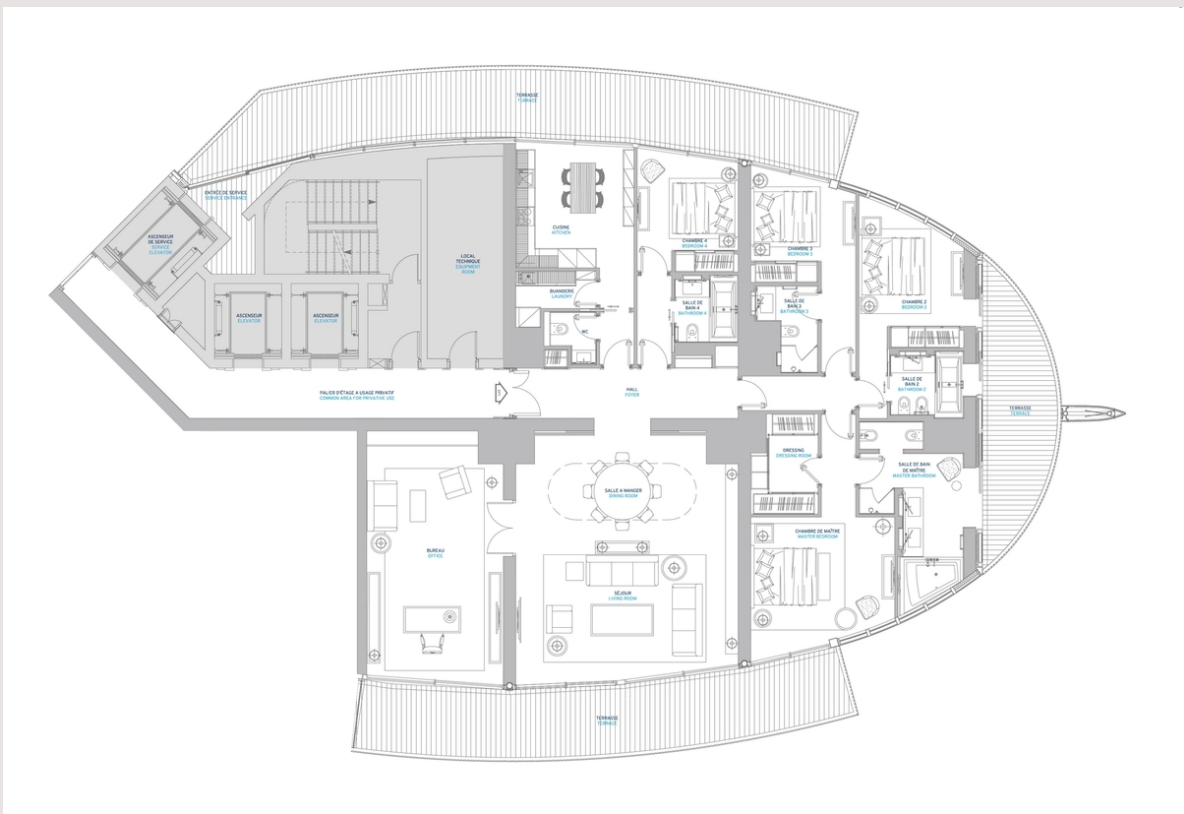 TERRASSE
TERRACE
ENTRÉE DE SERVICE
SERVICE ENTRANCE
ASCENSEUR
DE SERVICE
SERVICE
ELEVATOR
ASCENSEUR
ELEVATOR
ASCENSEUR
ELEVATOR
LOCAL
TECHNIQUE
EQUIPMENT
ROOM
CUISINE
KITCHEN
BUANDERIE
LAUNDRY
WC
CHAMBRE 4
BEDROOM 4
SALLE DE
BAIN 4
BATHROOM 4
CHAMBRE 3
BEDROOM 3
SALLE DE
BAIN 3
BATHROOM 3
CHAMBRE 2
BEDROOM 2
SALLE DE
BAIN 2
BATHROOM 2
PALIER D'ÉTAGE A USAGE PRIVATIF
COMMON AREA FOR PRIVATIVE USE
HALL
FOYER
TERRASSE
TERRACE
DRESSING
DRESSING ROOM
SALLE DE BAIN
DE MAÎTRE
MASTER BATHROOM
SALLE A MANGER
DINING ROOM
CHAMBRE DE MAÎTRE
MASTER BEDROOM
BUREAU
OFFICE
SÉJOUR
LIVING ROOM
TERRASSE
TERRACE